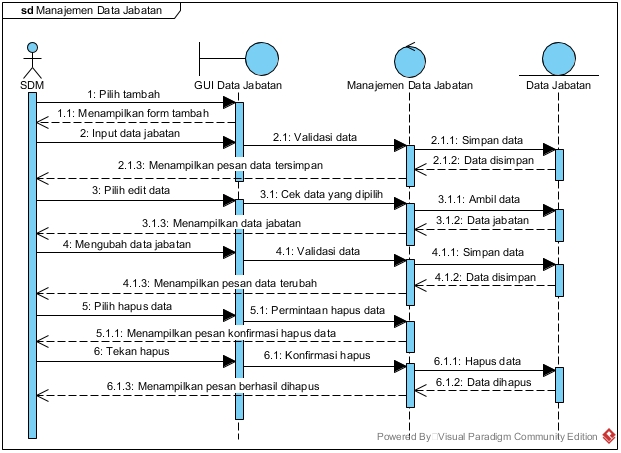 sd Manajemen Data Jabatan
SDM
GUI Data Jabatan
Manajemen Data Jabatan
Data Jabatan
1: Pilih tambah
1.1: Menampilkan form tambah
2: Input data jabatan
2.1: Validasi data
2.1.1: Simpan data
2.1.2: Data disimpan
2.1.3: Menampilkan pesan data tersimpan
3: Pilih edit data
3.1: Cek data yang dipilih
3.1.1: Ambil data
3.1.2: Data jabatan
3.1.3: Menampilkan data jabatan
4: Mengubah data jabatan
4.1: Validasi data
4.1.1: Simpan data
4.1.2: Data disimpan
4.1.3: Menampilkan pesan data terubah
5: Pilih hapus data
5.1: Permintaan hapus data
5.1.1: Menampilkan pesan konfirmasi hapus data
6: Tekan hapus
6.1: Konfirmasi hapus
6.1.1: Hapus data
6.1.2: Data dihapus
6.1.3: Menampilkan pesan berhasil dihapus
Powered By Visual Paradigm Community Edition